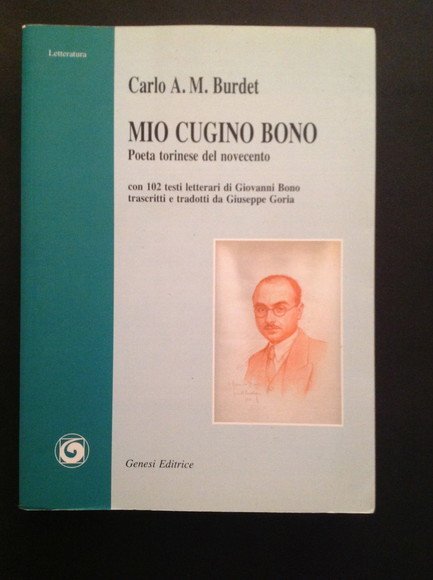 Letteratura
Carlo A. M. Burdet
MIO CUGINO BONO
Poeta torinese del novecento
con 102 testi letterari di Giovanni Bono
trascritti e tradotti da Giuseppe Goria
Genesi Editrice